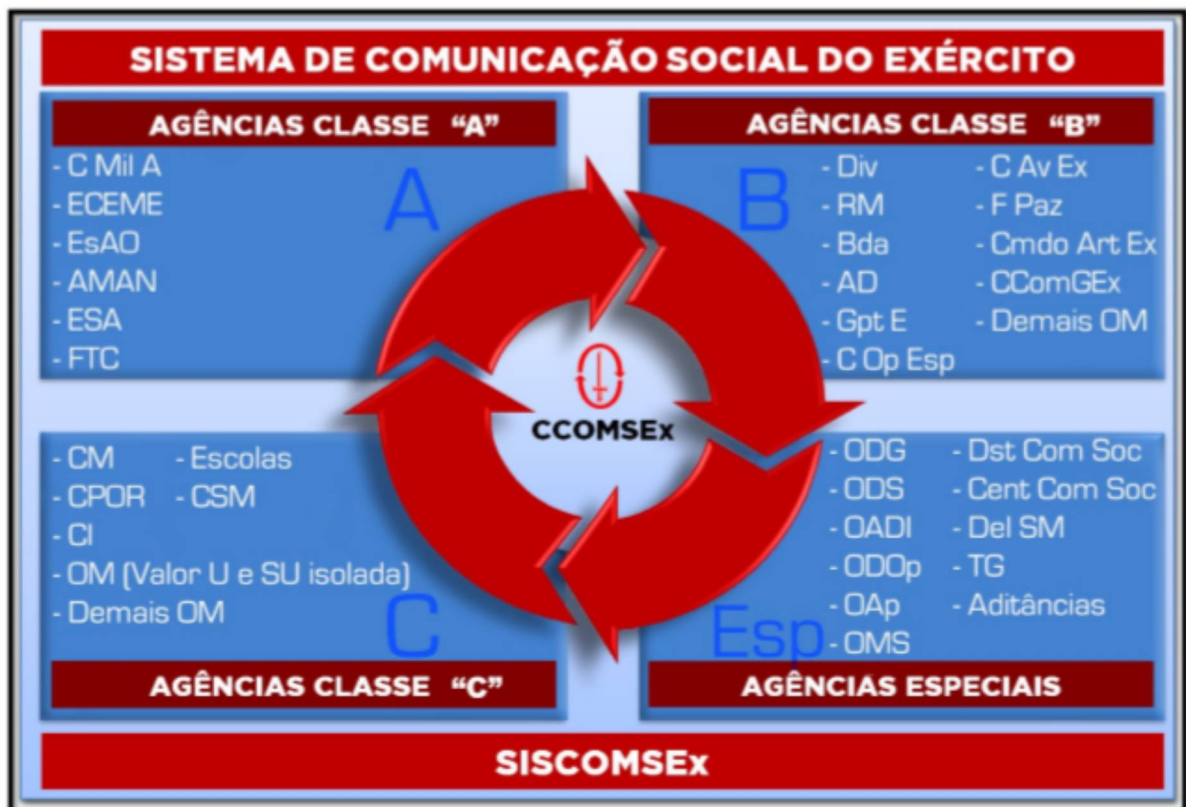 SISTEMA DE COMUNICAÇÃO SOCIAL DO EXÉRCITO
AGÊNCIAS CLASSE "A"
A
- C Mil A
- ECEME
- EsAO
- AMAN
- ESA
- FTC
AGÊNCIAS CLASSE "B"
B
- Div
- RM
- Bda
- AD
- Gpt E
- C Op Esp
- C Av Ex
- F Paz
- Cmdo Art Ex
- CComGEx
- Demais OM
CCOMSEx
- CM
- CPOR
- CI
- OM (Valor U e SU isolada)
- Demais OM
- Escolas
- CSM
C
AGÊNCIAS CLASSE "C"
- ODG
- ODS
- OADI
- ODOp
- OAp
- OMS
- Dst Com Soc
- Cent Com Soc
- Del SM
- TG
- Aditâncias
Esp
AGÊNCIAS ESPECIAIS
SISCOMSEx